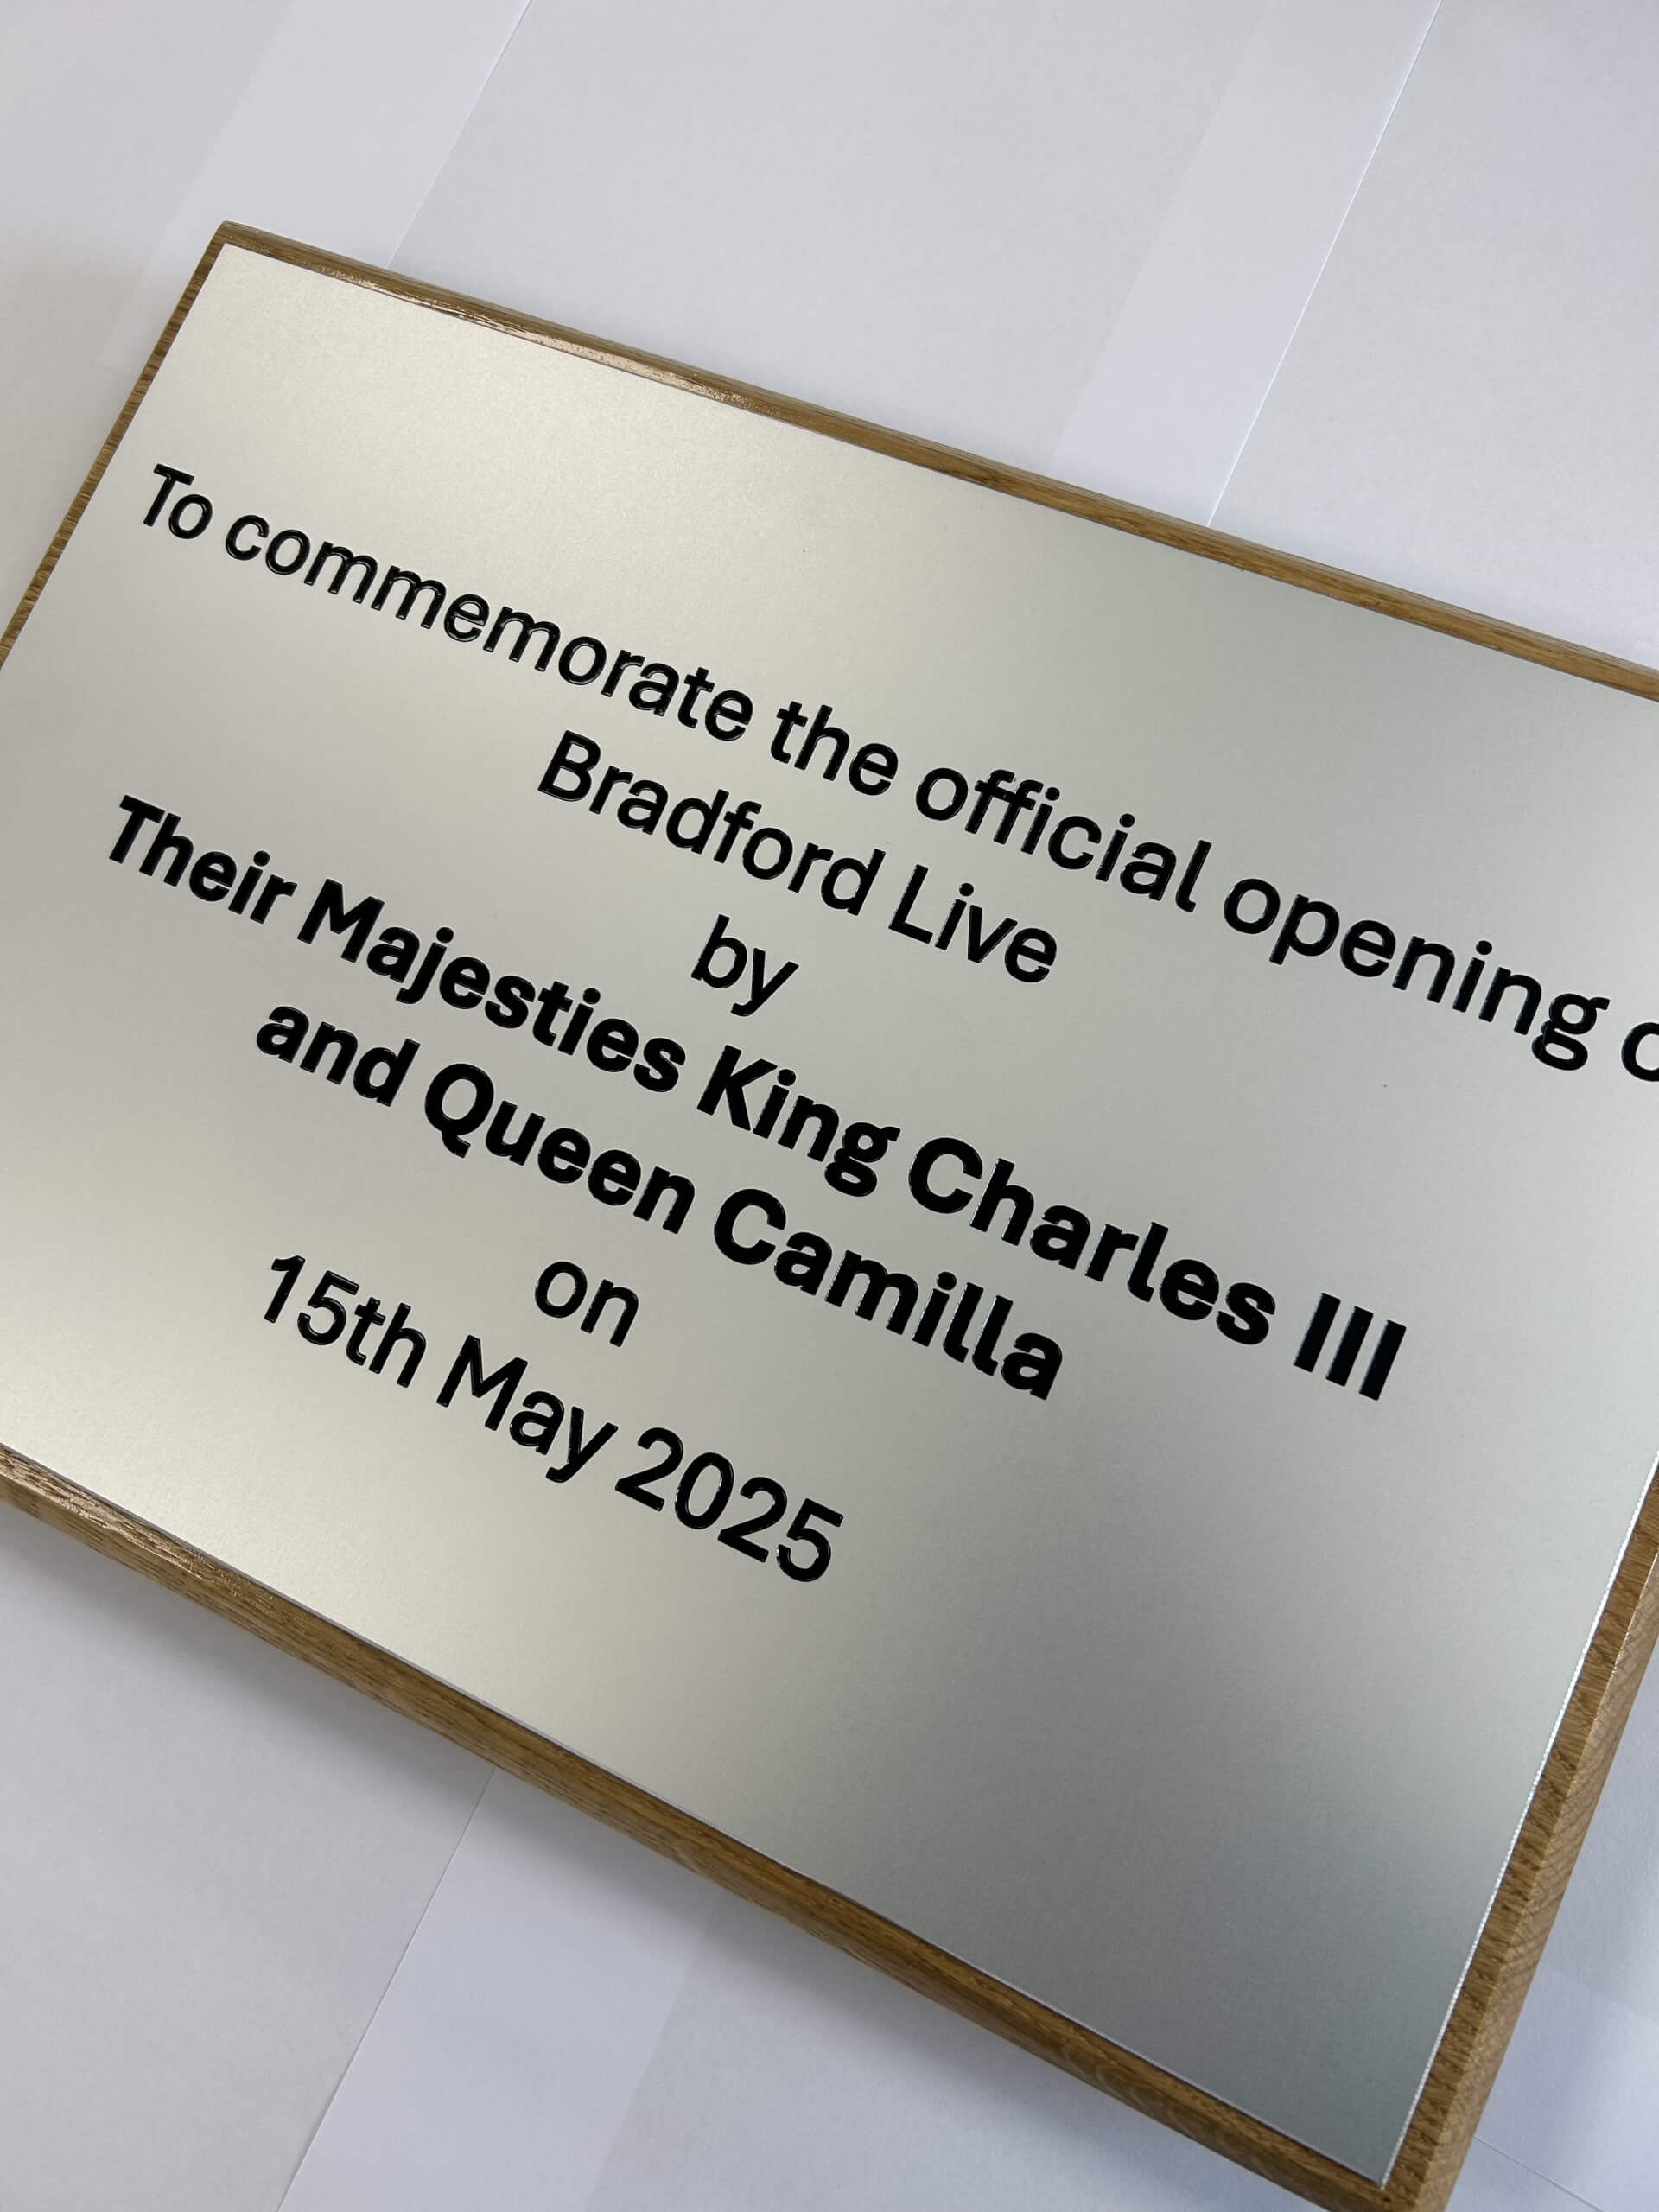 To commemorate the official opening
Bradford Live
by
Their Majesties King Charles III
and Queen Camilla
on
15th May 2025